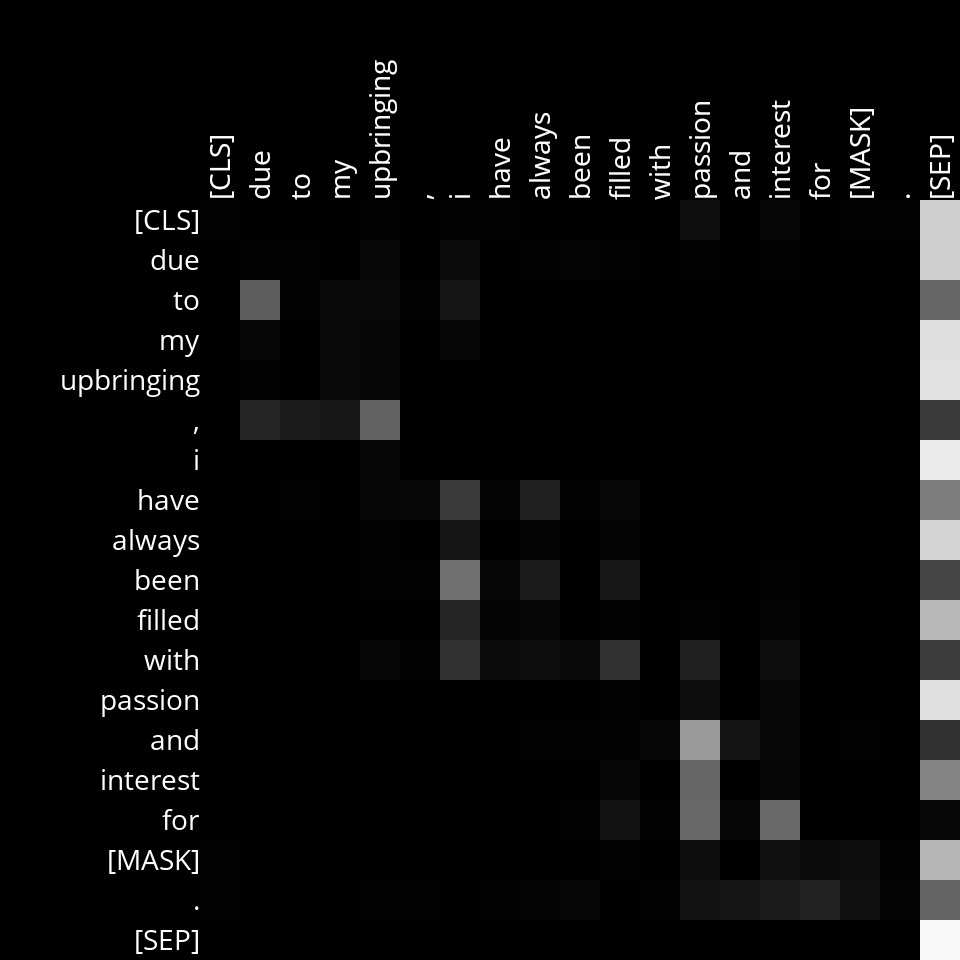 [CLS] due to my upbringing , i have always been filled with passion and interest for [MASK] . [SEP]
[CLS]
due
to
my
upbringing
,
i
have
always
been
filled
with
passion
and
interest
for
[MASK]
.
[SEP]